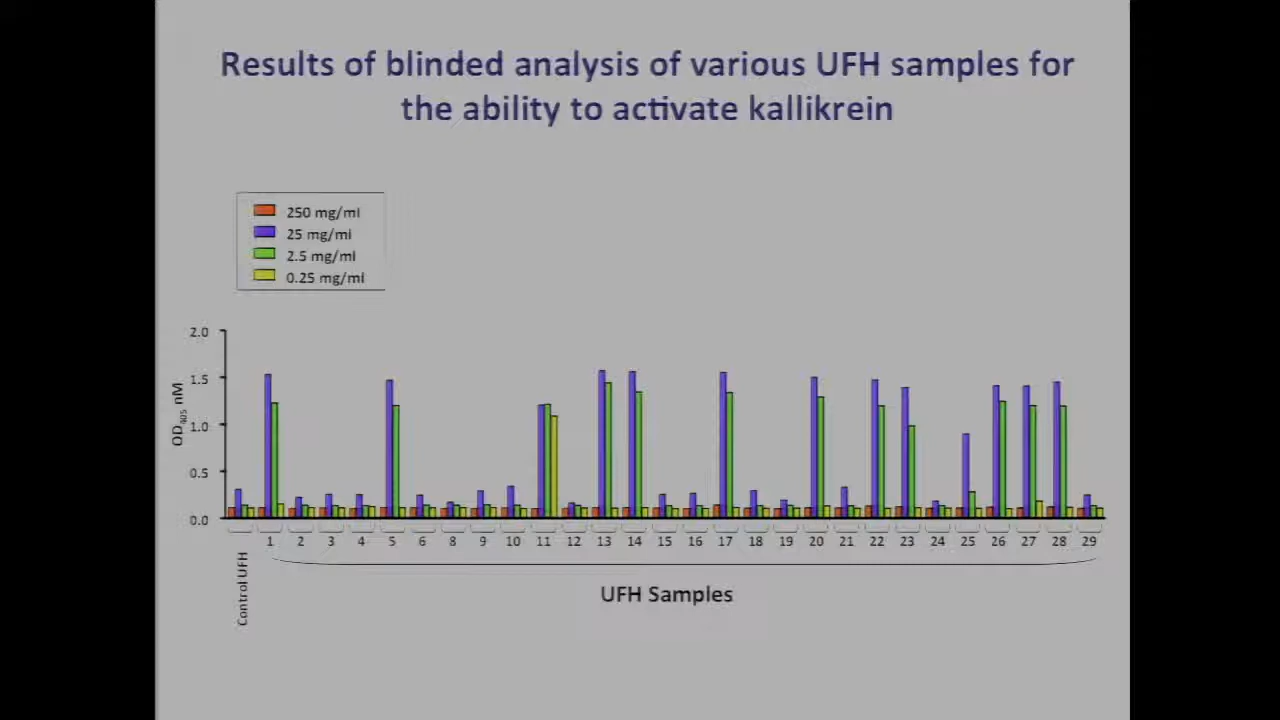 Results of blinded analysis of various UFH samples for
the ability to activate kallikrein
250 mg/ml
25 mg/ml
2.5 mg/ml
0.25 mg/ml
2.0
1.5
1.0
0.5
0.0
OD405 nM
Control UFH
1 2 3 4 5 6 8 9 10 11 12 13 14 15 16 17 18 19 20 21 22 23 24 25 26 27 28 29
UFH Samples